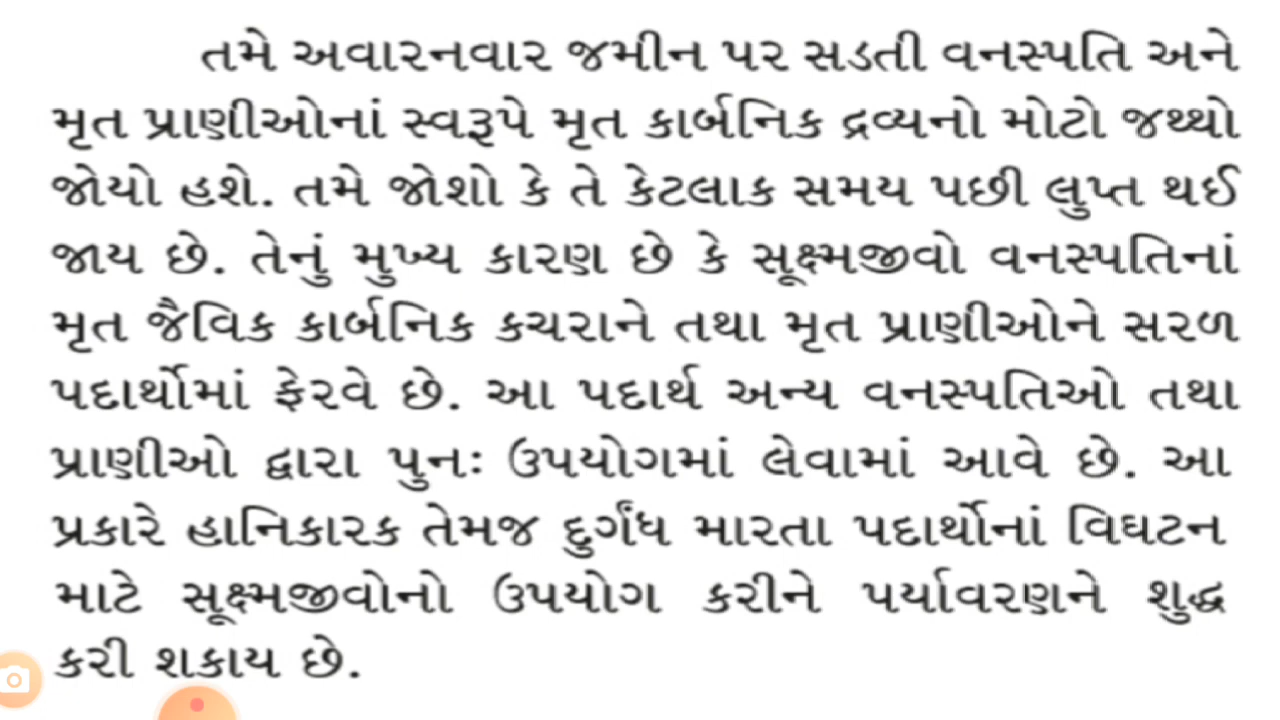 તમે અવારનવાર જમીન પર સડતી વનસ્પતિ અને
મૃત પ્રાણીઓનાં સ્વરૂપે મૃત કાર્બનિક દ્રવ્યનો મોટો જથ્થો
જોયો હશે. તમે જોશો કે તે કેટલાક સમય પછી લુપ્ત થઈ
જાય છે. તેનું મુખ્ય કારણ છે કે સૂક્ષ્મજીવો વનસ્પતિનાં
મૃત જૈવિક કાર્બનિક કચરાને તથા મૃત પ્રાણીઓને સરળ
પદાર્થોમાં ફેરવે છે. આ પદાર્થ અન્ય વનસ્પતિઓ તથા
પ્રાણીઓ દ્વારા પુનઃ ઉપયોગમાં લેવામાં આવે છે. આ
પ્રકારે હાનિકારક તેમજ દુર્ગંધ મારતા પદાર્થોનાં વિઘટન
માટે સૂક્ષ્મજીવોનો ઉપયોગ કરીને પર્યાવરણને શુદ્ધ
કરી શકાય છે.